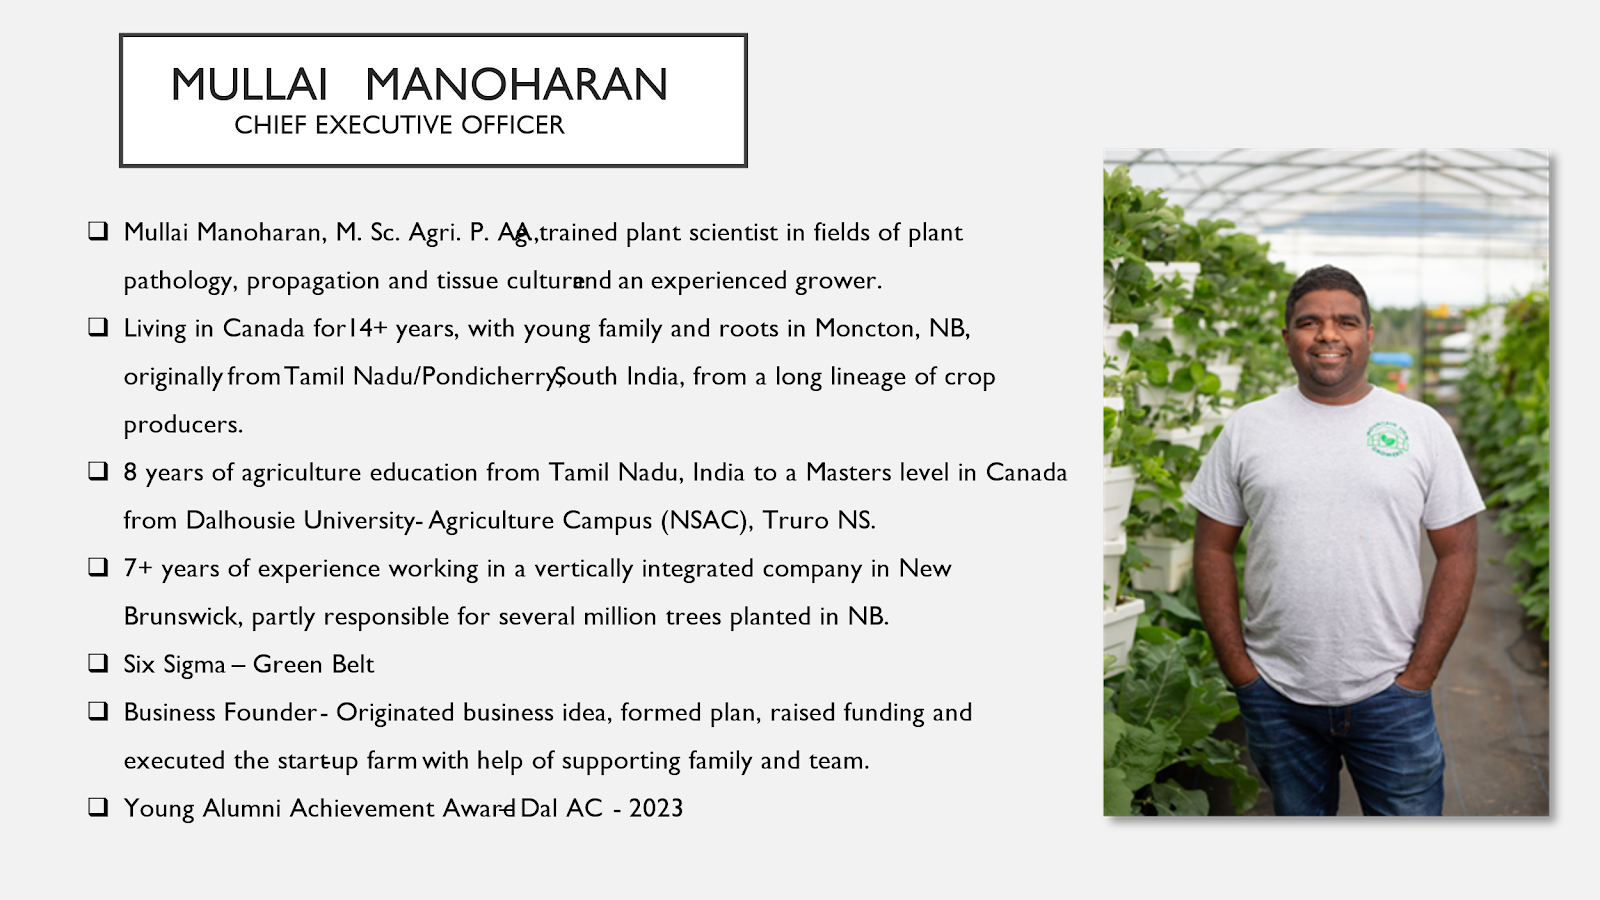 MULLAI MANOHARAN
CHIEF EXECUTIVE OFFICER
Mullai Manoharan, M. Sc. Agri. P. Ag, trained plant scientist in fields of plant
pathology, propagation and tissue culture and an experienced grower.
Living in Canada for 14+ years, with young family and roots in Moncton, NB,
originally from Tamil Nadu/Pondicherry, South India, from a long lineage of crop
producers.
8 years of agriculture education from Tamil Nadu, India to a Masters level in Canada
from Dalhousie University- Agriculture Campus (NSAC), Truro NS.
7+ years of experience working in a vertically integrated company in New
Brunswick, partly responsible for several million trees planted in NB.
Six Sigma – Green Belt
Business Founder - Originated business idea, formed plan, raised funding and
executed the start-up farm with help of supporting family and team.
Young Alumni Achievement Award – Dal AC - 2023
MOUNTAIN VIEW
GROWERS